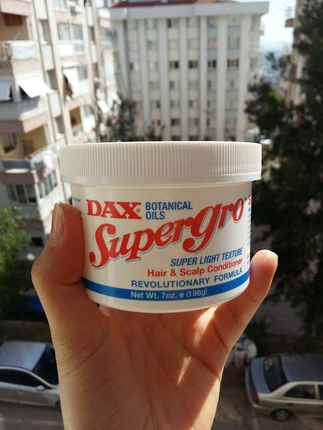 DAX BOTANICAL
OILS
Supergro
SUPER LIGHT TEXTURE
Hair & Scalp Conditioner
REVOLUTIONARY FORMULA
Net Wt. 7oz. e (198g)